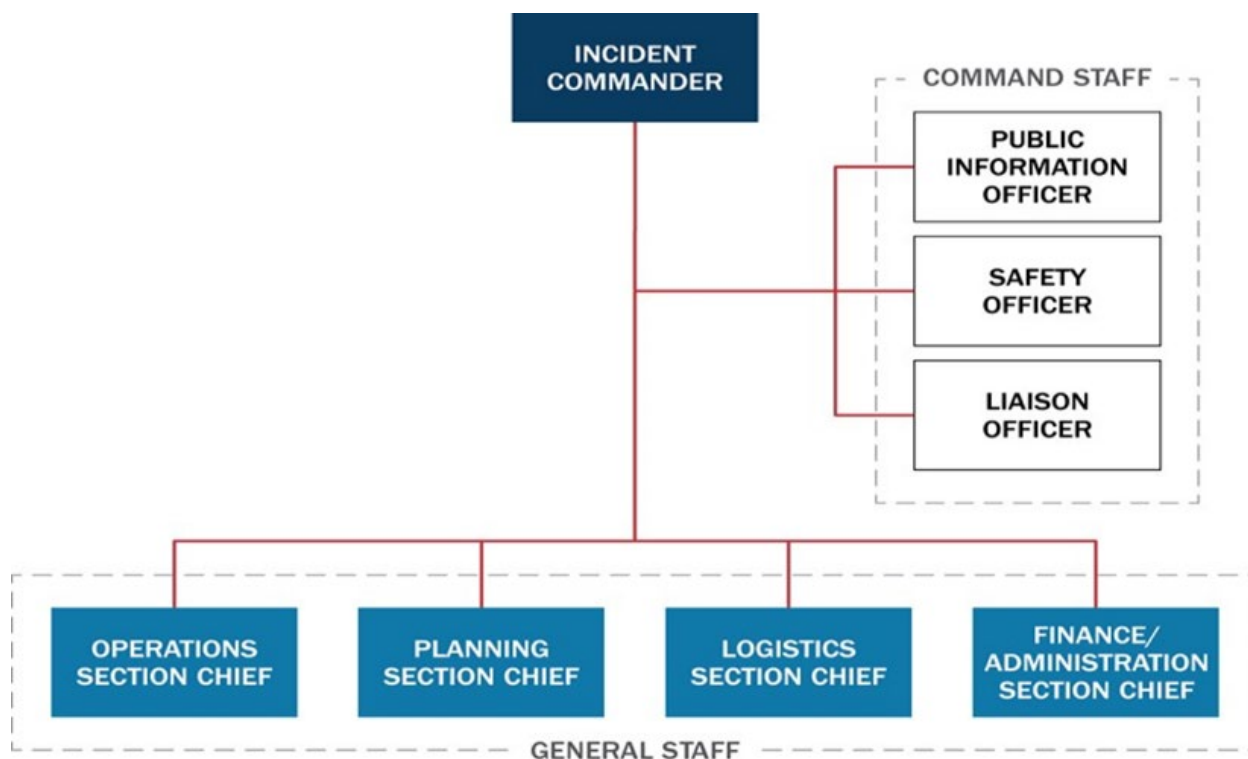 INCIDENT
COMMANDER
COMMAND STAFF
PUBLIC
INFORMATION
OFFICER
SAFETY
OFFICER
LIAISON
OFFICER
OPERATIONS
SECTION CHIEF
PLANNING
SECTION CHIEF
LOGISTICS
SECTION CHIEF
FINANCE/
ADMINISTRATION
SECTION CHIEF
GENERAL STAFF